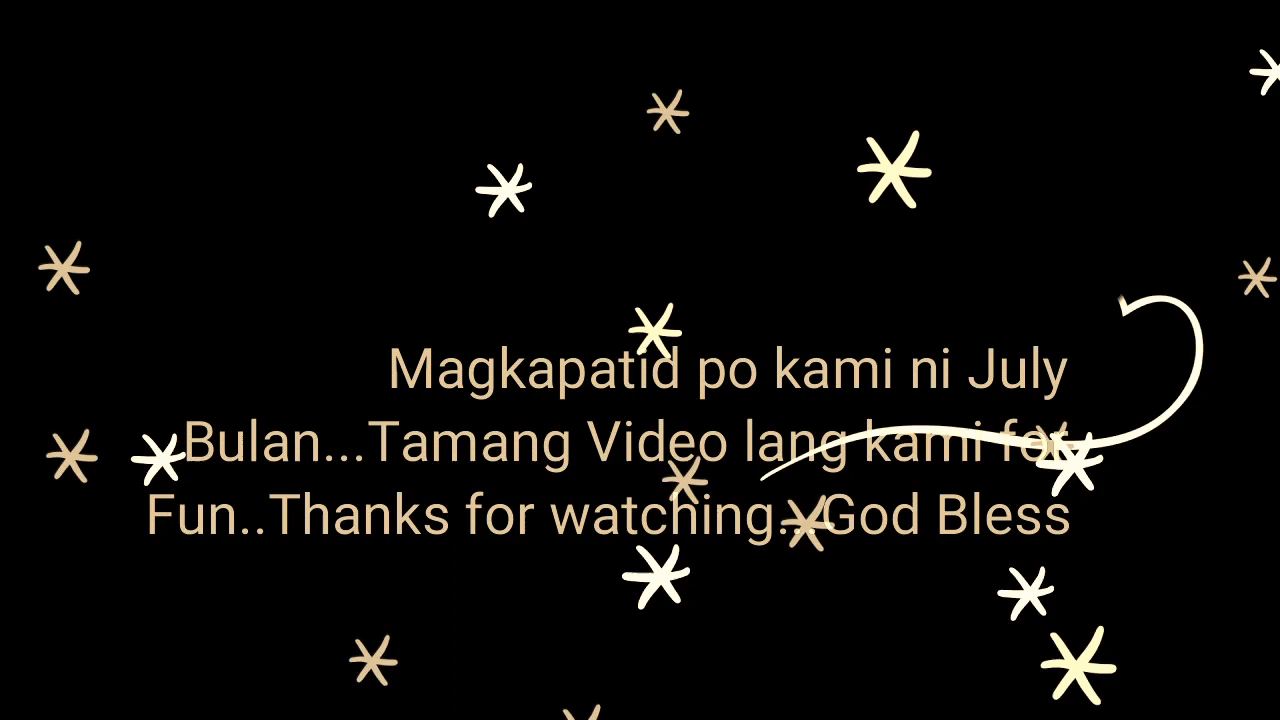 Magkapatid po kami ni July
Bulan...Tamang Video lang kami for
Fun..Thanks for watching...God Bless